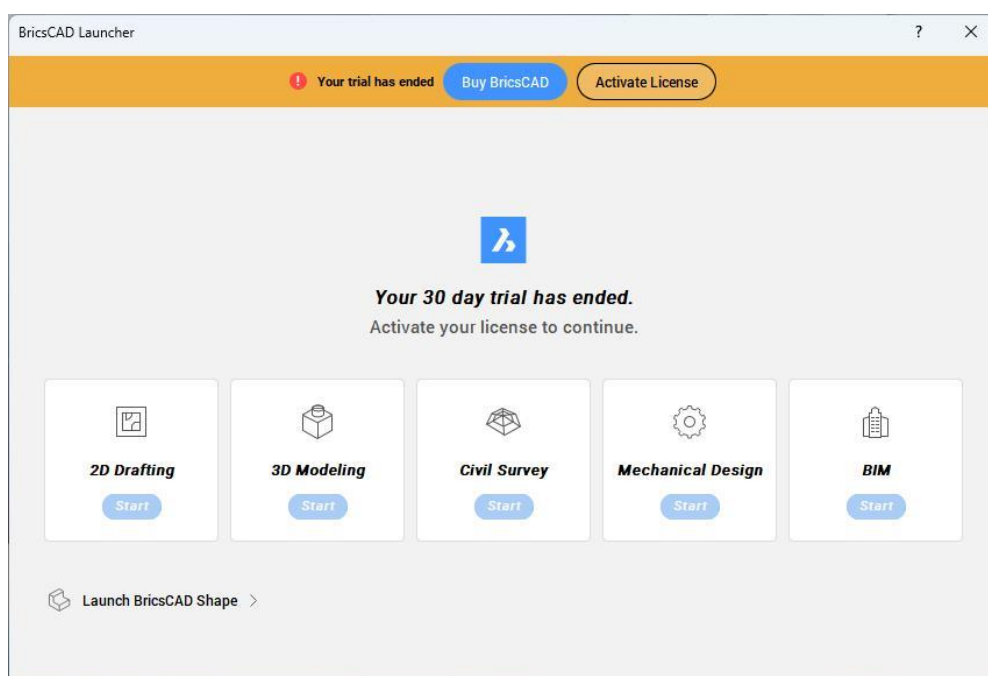 BricsCAD Launcher ?
Your trial has ended Buy BricsCAD Activate License
Your 30 day trial has ended.
Activate your license to continue.
2D Drafting 3D Modeling Civil Survey Mechanical Design BIM
Start Start Start Start Start
Launch BricsCAD Shape